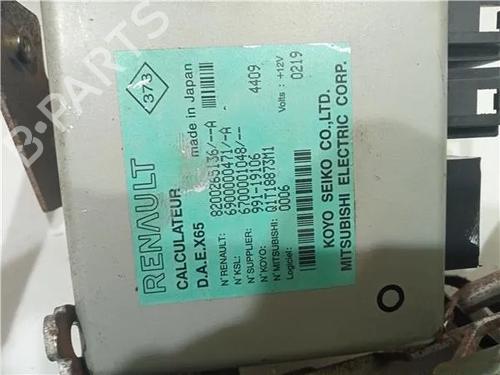 RENAULT
373
CALCULATEUR made in Japan
D.A.E.X65
N°RENAULT: 8200265136/--A 4409
N°KSL: 6900000471/-A
N°SUPPLIER: 6700001048/--
N°KOYO: 991-19106 Volts: +12V
N°MITSUBISHI: Q1T18873M1
Logiciel: 0006 0219
KOYO SEIKO CO.,LTD.
MITSUBISHI ELECTRIC CORP.
B-PARTS